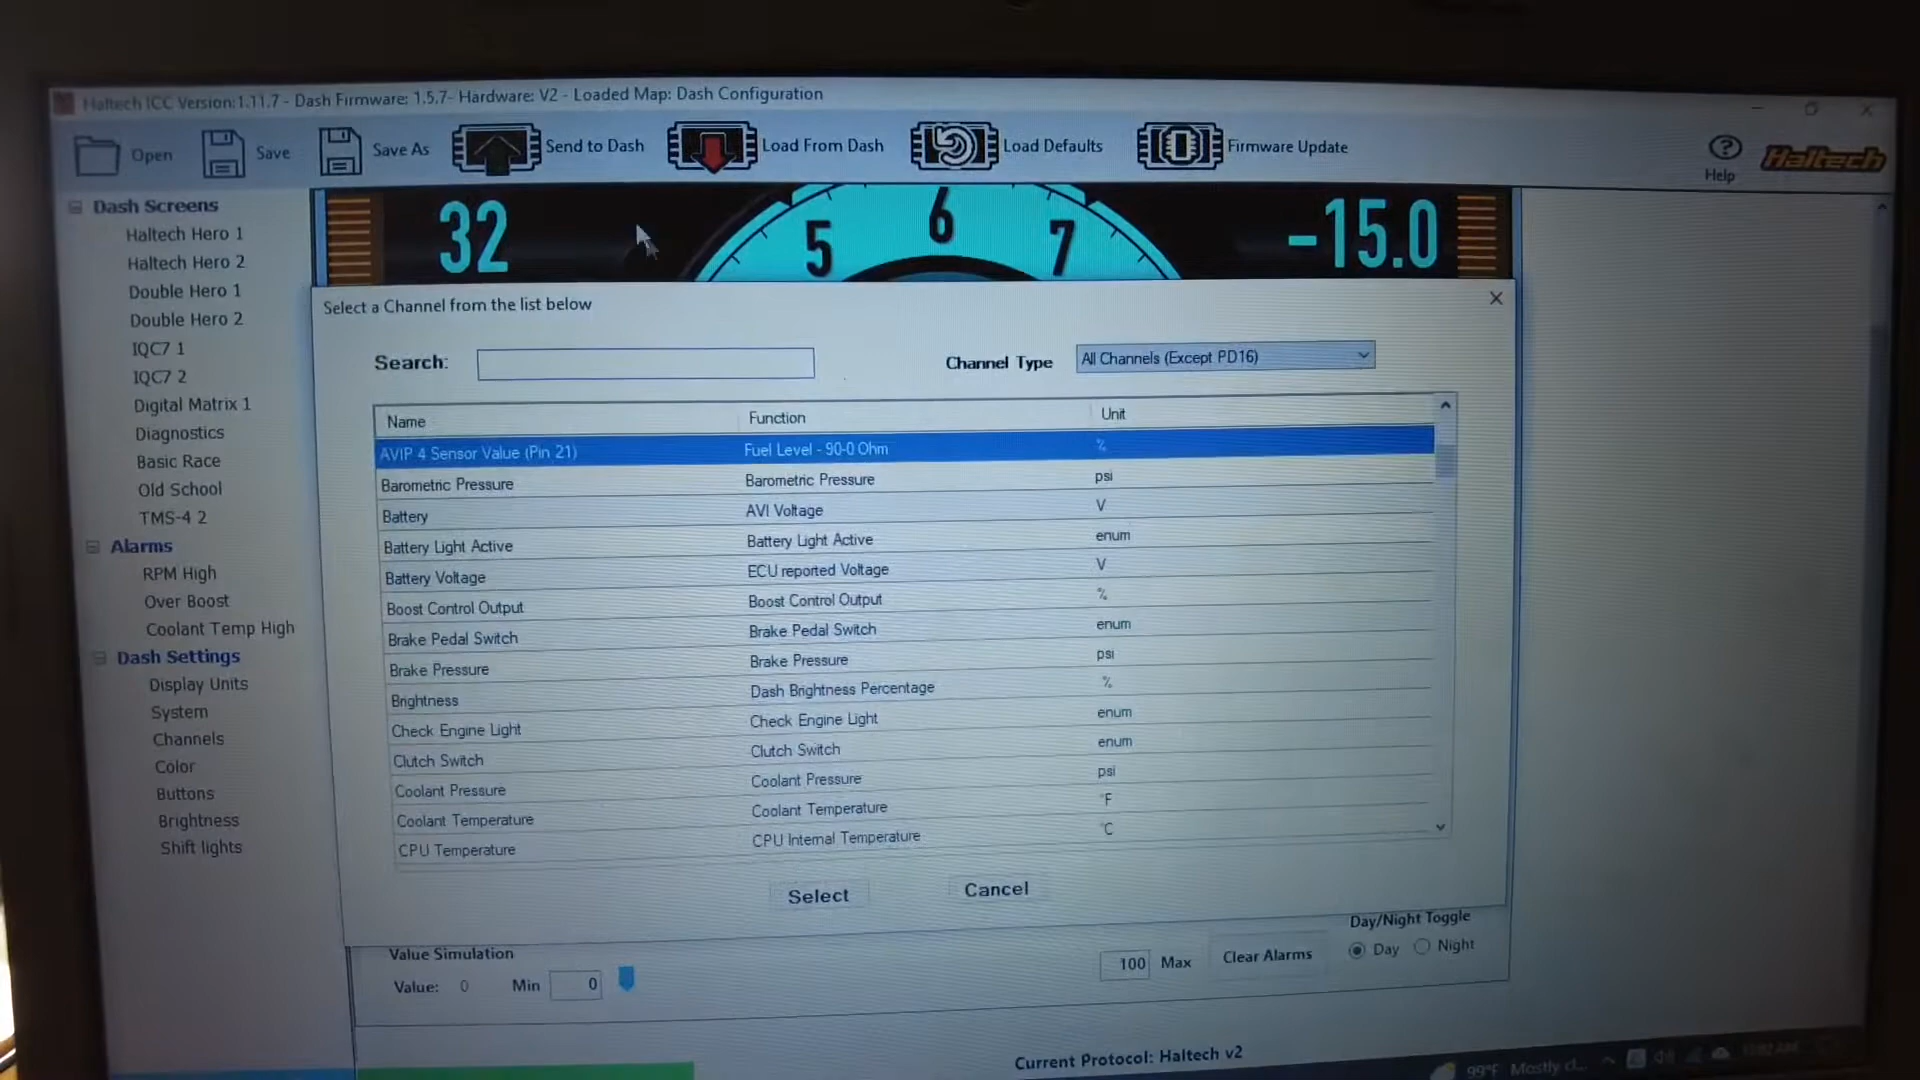 Haltech ICC Version:1.11.7 - Dash Firmware: 1.5.7- Hardware: V2 - Loaded Map: Dash Configuration
Open Save Save As Send to Dash Load From Dash Load Defaults Firmware Update Help Haltech
Dash Screens
Haltech Hero 1
Haltech Hero 2
Double Hero 1
Double Hero 2
IQC7 1
IQC7 2
Digital Matrix 1
Diagnostics
Basic Race
Old School
TMS-4 2
Alarms
RPM High
Over Boost
Coolant Temp High
Dash Settings
Display Units
System
Channels
Color
Buttons
Brightness
Shift lights
32 5 6 7 -15.0
Select a Channel from the list below
Search: Channel Type All Channels (Except PD16)
Name Function Unit
AVIP 4 Sensor Value (Pin 21) Fuel Level - 90-0 Ohm %
Barometric Pressure Barometric Pressure psi
Battery AVI Voltage V
Battery Light Active Battery Light Active enum
Battery Voltage ECU reported Voltage V
Boost Control Output Boost Control Output %
Brake Pedal Switch Brake Pedal Switch enum
Brake Pressure Brake Pressure psi
Brightness Dash Brightness Percentage %
Check Engine Light Check Engine Light enum
Clutch Switch Clutch Switch enum
Coolant Pressure Coolant Pressure psi
Coolant Temperature Coolant Temperature °F
CPU Temperature CPU Internal Temperature °C
Select Cancel
Value Simulation
Value: 0 Min 0 100 Max Clear Alarms
Day/Night Toggle
Day Night
Current Protocol: Haltech v2
99°F Mostly cl...